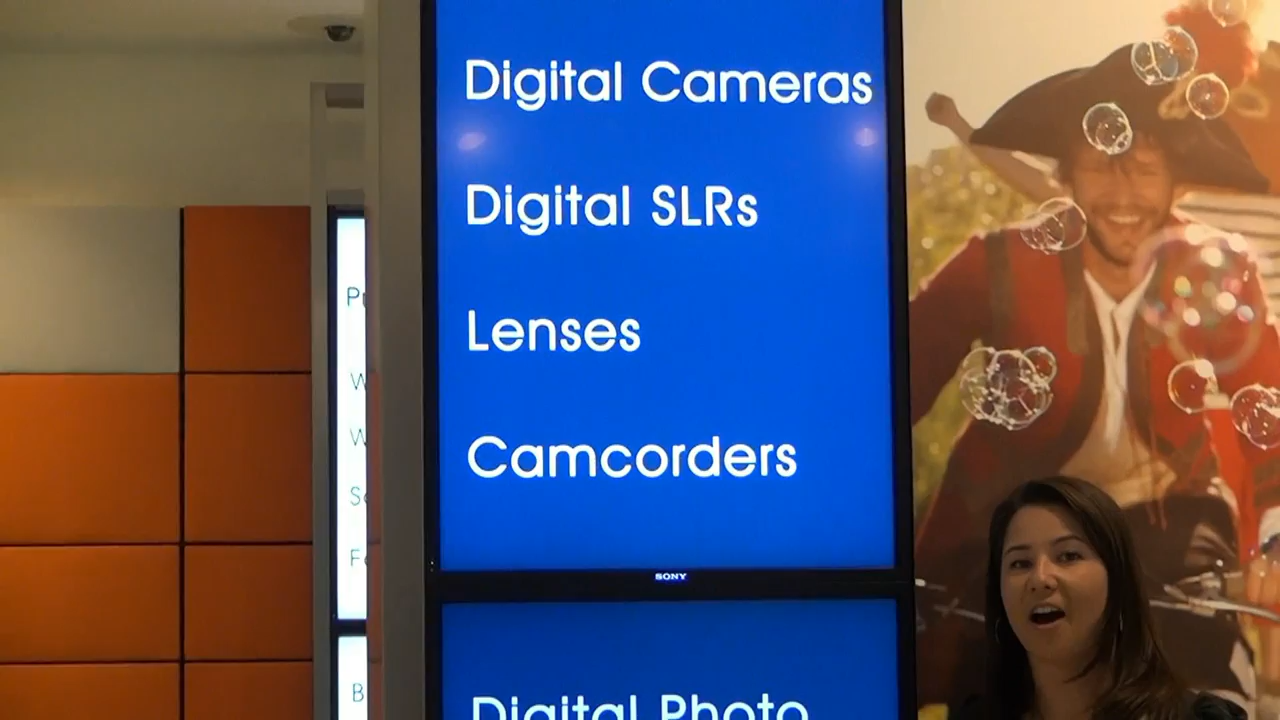 Digital Cameras
Digital SLRs
Lenses
Camcorders
SONY
Digital Photo